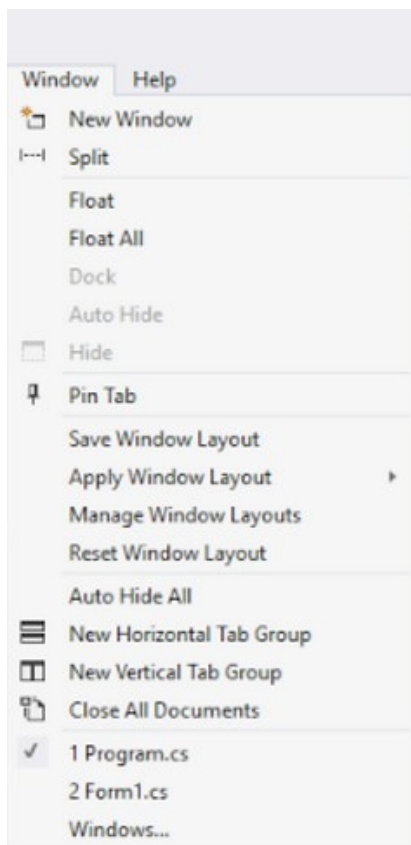 Window Help
New Window
Split
Float
Float All
Dock
Auto Hide
Hide
Pin Tab
Save Window Layout
Apply Window Layout
Manage Window Layouts
Reset Window Layout
Auto Hide All
New Horizontal Tab Group
New Vertical Tab Group
Close All Documents
1 Program.cs
2 Form1.cs
Windows...